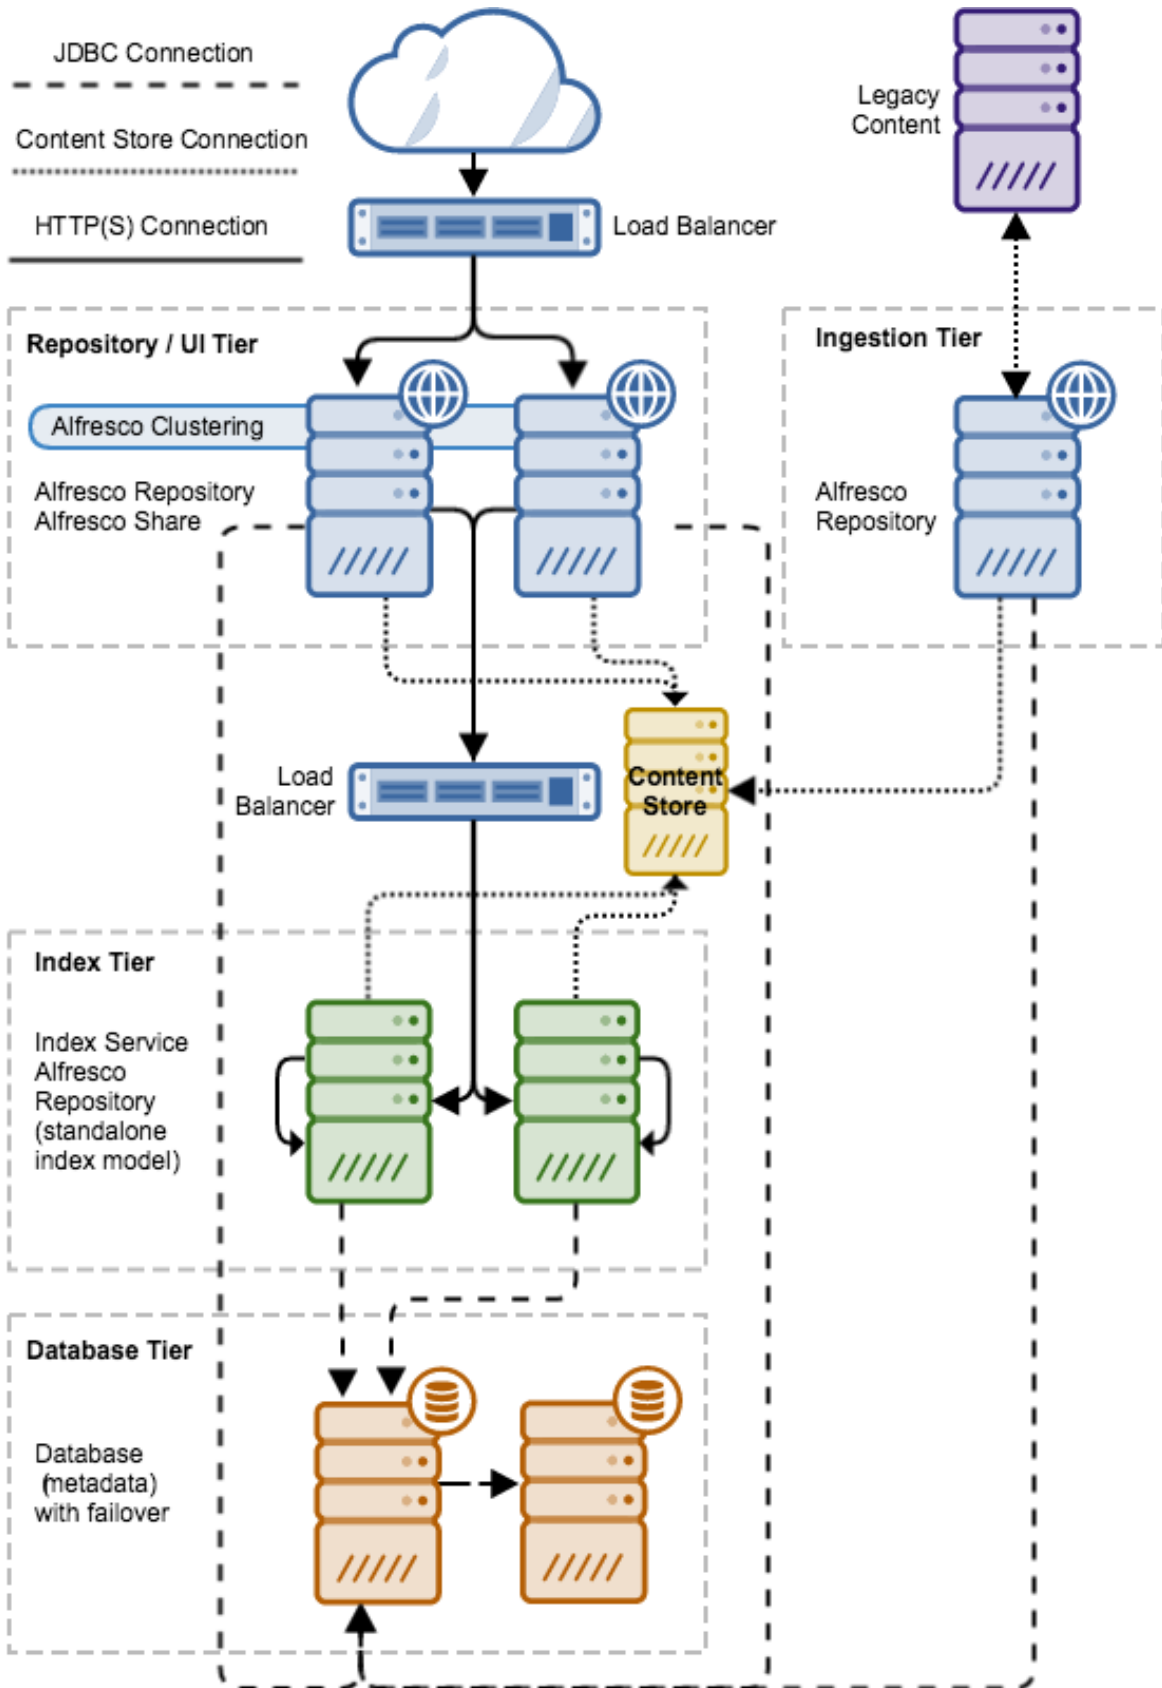 JDBC Connection
Content Store Connection
HTTP(S) Connection
Load Balancer
Legacy
Content
Repository / UI Tier
Alfresco Clustering
Alfresco Repository
Alfresco Share
Ingestion Tier
Alfresco
Repository
Load
Balancer
Content
Store
Index Tier
Index Service
Alfresco
Repository
(standalone
index model)
Database Tier
Database
(metadata)
with failover